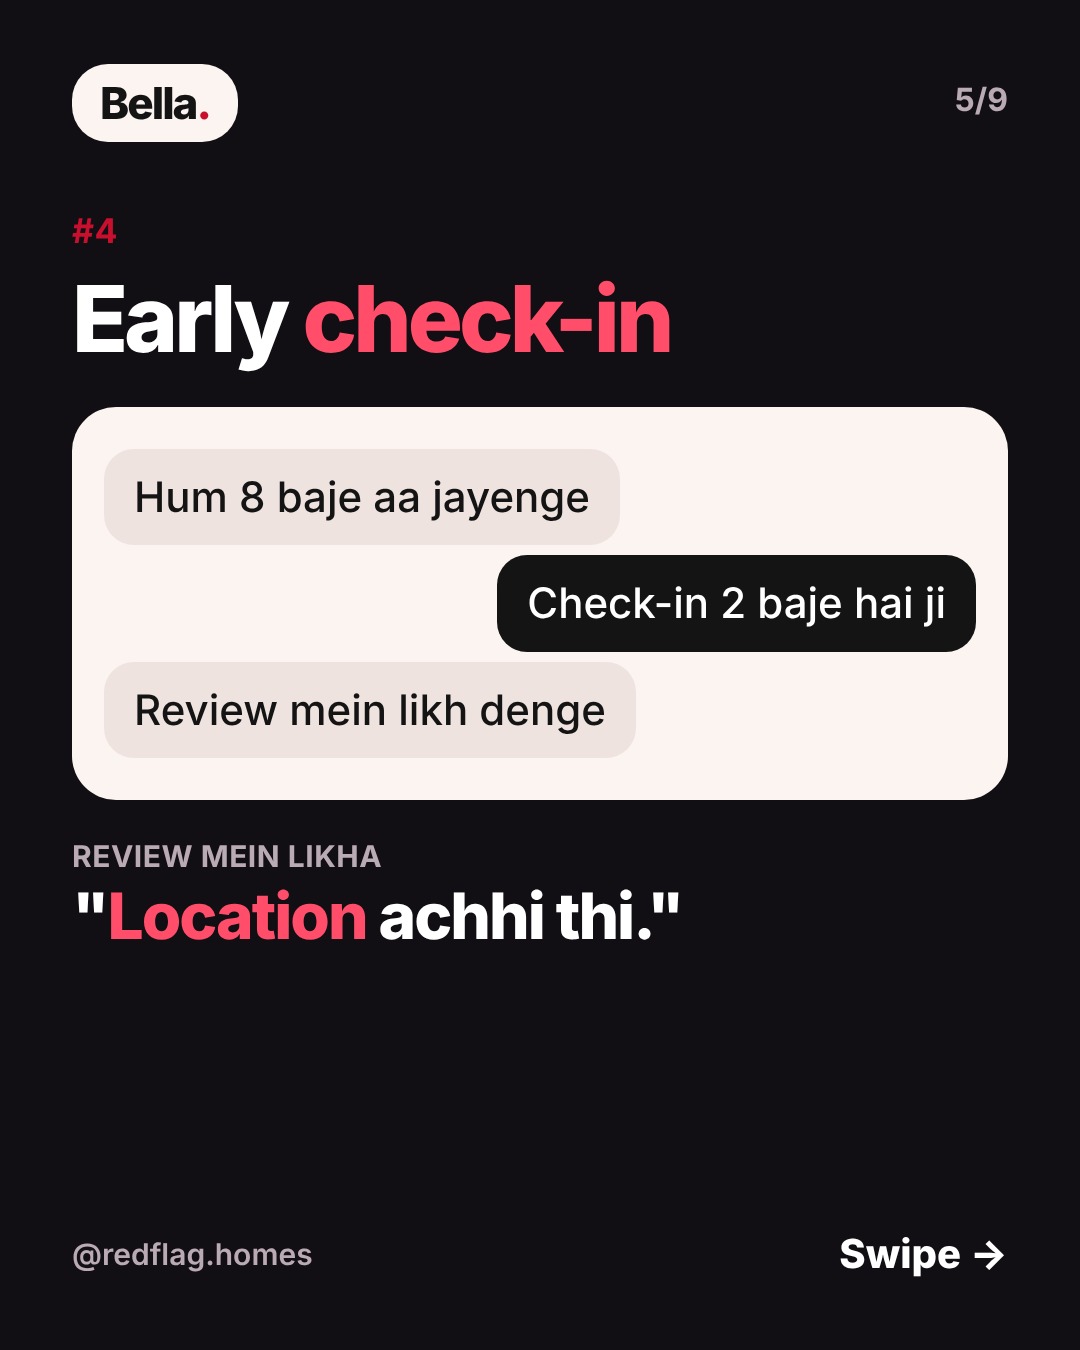 Bella.
5/9
#4
Early check-in
Hum 8 baje aa jayenge
Check-in 2 baje hai ji
Review mein likh denge
REVIEW MEIN LIKHA
"Location achhi thi."
@redflag.homes
Swipe →